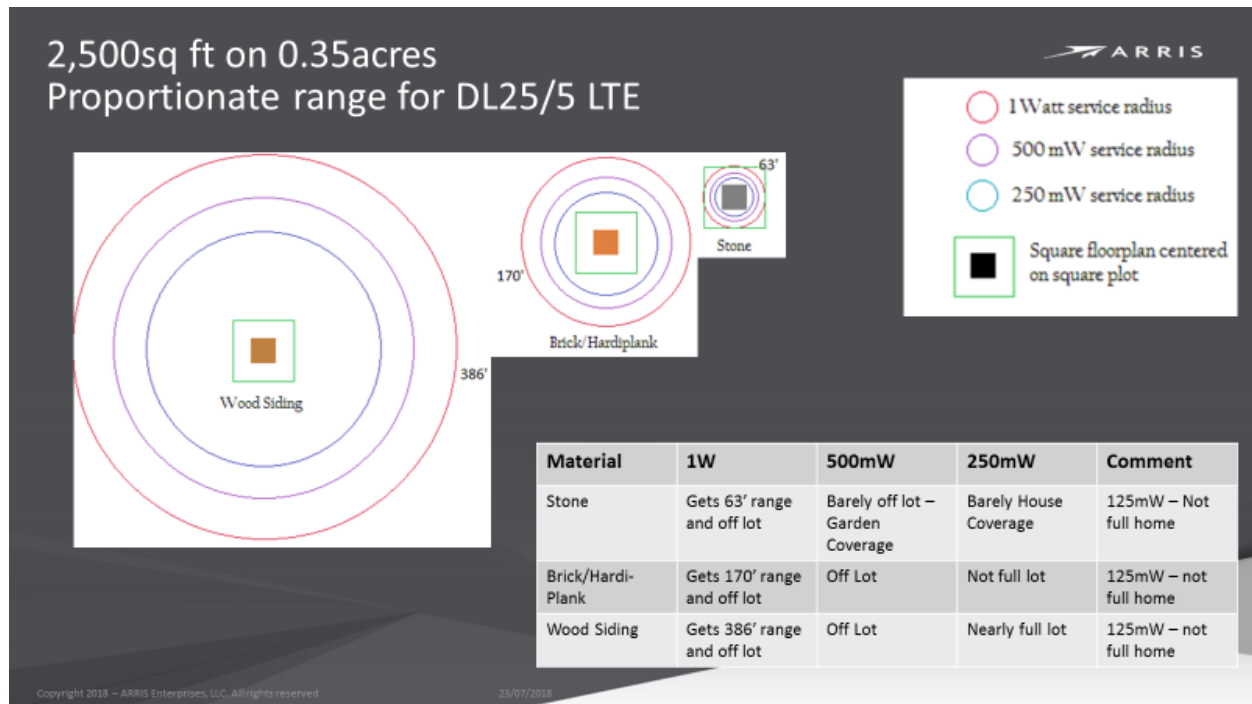 2,500sq ft on 0.35acres
Proportionate range for DL25/5 LTE
ARRIS
1 Watt service radius
500 mW service radius
250 mW service radius
Square floorplan centered
on square plot
63'
Stone
170'
Brick/Hardiplank
386'
Wood Siding
Material 1W 500mW 250mW Comment
Stone
Gets 63' range
and off lot
Barely off lot –
Garden
Coverage
Barely House
Coverage
125mW – Not
full home
Brick/Hardi-
Plank
Gets 170' range
and off lot
Off Lot
Not full lot
125mW – not
full home
Wood Siding
Gets 386' range
and off lot
Off Lot
Nearly full lot
125mW – not
full home
Copyright 2018 – ARRIS Enterprises, LLC. All rights reserved
23/07/2018